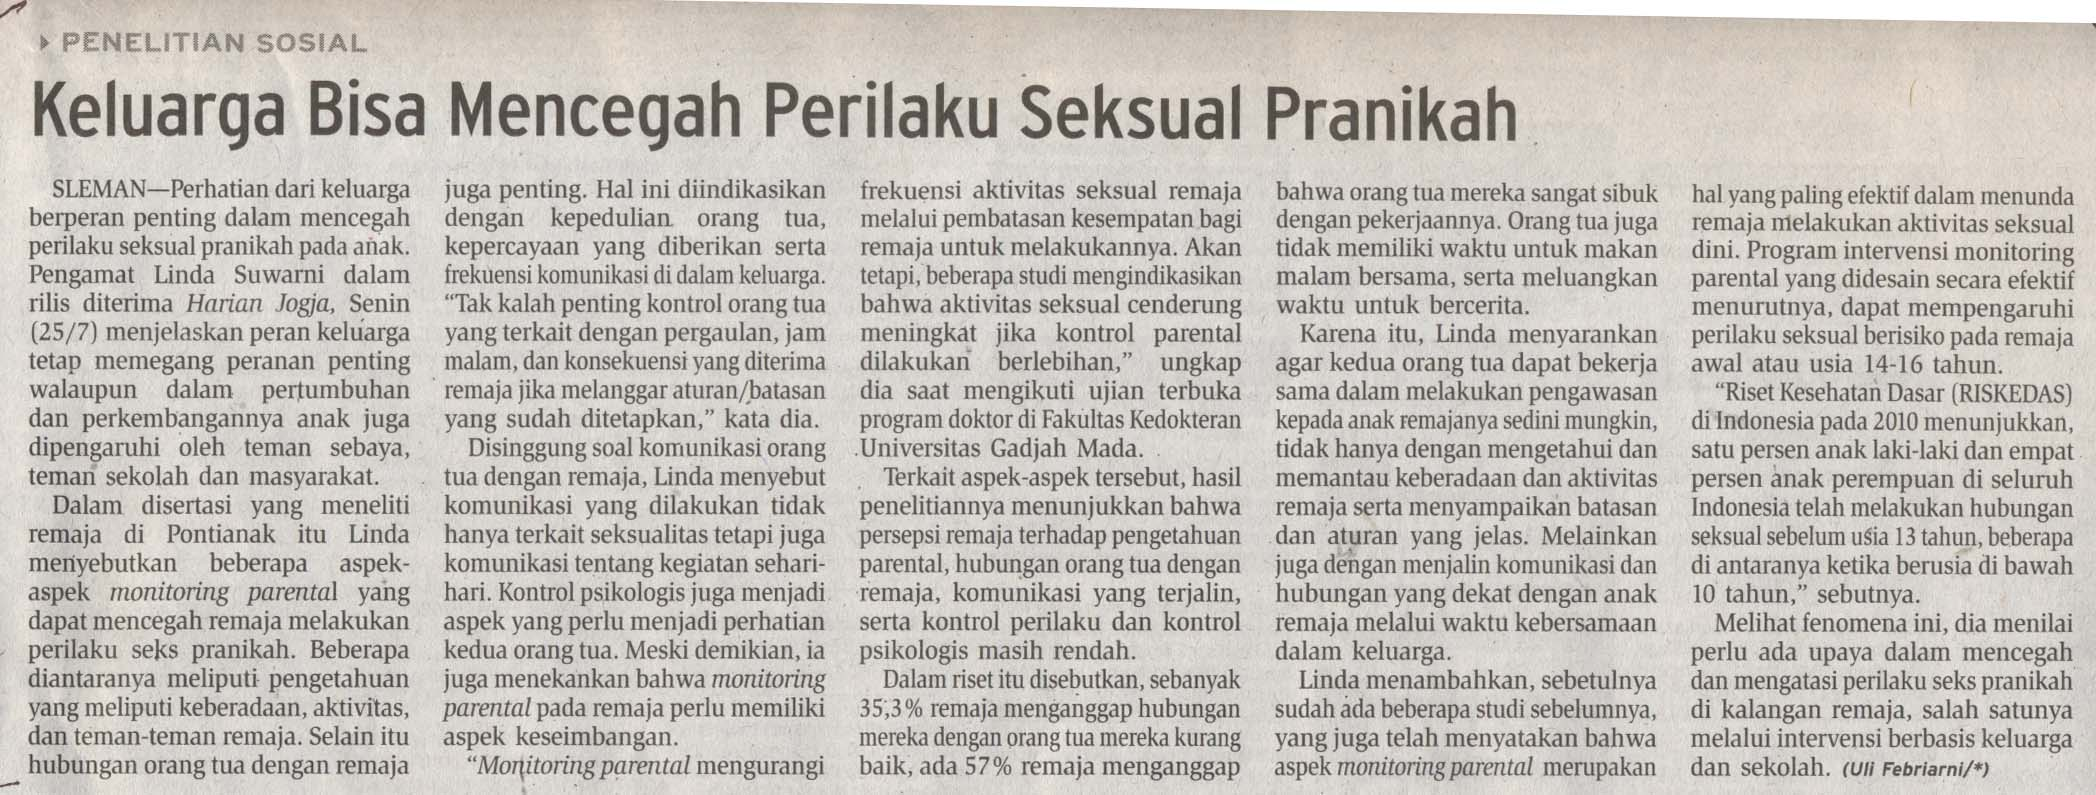 PENELITIAN SOSIAL
Keluarga Bisa Mencegah Perilaku Seksual Pranikah
SLEMAN—Perhatian dari keluarga
berperan penting dalam mencegah
perilaku seksual pranikah pada anak.
Pengamat Linda Suwarni dalam
rilis diterima Harian Jogja, Senin
(25/7) menjelaskan peran keluarga
tetap memegang peranan penting
walaupun dalam pertumbuhan
dan perkembangannya anak juga
dipengaruhi oleh teman sebaya,
teman sekolah dan masyarakat.
Dalam disertasi yang meneliti
remaja di Pontianak itu Linda
menyebutkan beberapa aspek-
aspek monitoring parental yang
dapat mencegah remaja melakukan
perilaku seks pranikah. Beberapa
diantaranya meliputi pengetahuan
yang meliputi keberadaan, aktivitas,
dan teman-teman remaja. Selain itu
hubungan orang tua dengan remaja
juga penting. Hal ini diindikasikan
dengan kepedulian orang tua,
kepercayaan yang diberikan serta
frekuensi komunikasi di dalam keluarga.
“Tak kalah penting kontrol orang tua
yang terkait dengan pergaulan, jam
malam, dan konsekuensi yang diterima
remaja jika melanggar aturan/batasan
yang sudah ditetapkan,” kata dia.
Disinggung soal komunikasi orang
tua dengan remaja, Linda menyebut
komunikasi yang dilakukan tidak
hanya terkait seksualitas tetapi juga
komunikasi tentang kegiatan sehari-
hari. Kontrol psikologis juga menjadi
aspek yang perlu menjadi perhatian
kedua orang tua. Meski demikian, ia
juga menekankan bahwa monitoring
parental pada remaja perlu memiliki
aspek keseimbangan.
“Monitoring parental mengurangi
frekuensi aktivitas seksual remaja
melalui pembatasan kesempatan bagi
remaja untuk melakukannya. Akan
tetapi, beberapa studi mengindikasikan
bahwa aktivitas seksual cenderung
meningkat jika kontrol parental
dilakukan berlebihan,” ungkap
dia saat mengikuti ujian terbuka
program doktor di Fakultas Kedokteran
Universitas Gadjah Mada.
Terkait aspek-aspek tersebut, hasil
penelitiannya menunjukkan bahwa
persepsi remaja terhadap pengetahuan
parental, hubungan orang tua dengan
remaja, komunikasi yang terjalin,
serta kontrol perilaku dan kontrol
psikologis masih rendah.
Dalam riset itu disebutkan, sebanyak
35,3% remaja menganggap hubungan
mereka dengan orang tua mereka kurang
baik, ada 57% remaja menganggap
bahwa orang tua mereka sangat sibuk
dengan pekerjaannya. Orang tua juga
tidak memiliki waktu untuk makan
malam bersama, serta meluangkan
waktu untuk bercerita.
Karena itu, Linda menyarankan
agar kedua orang tua dapat bekerja
sama dalam melakukan pengawasan
kepada anak remajanya sedini mungkin,
tidak hanya dengan mengetahui dan
memantau keberadaan dan aktivitas
remaja serta menyampaikan batasan
dan aturan yang jelas. Melainkan
juga dengan menjalin komunikasi dan
hubungan yang dekat dengan anak
remaja melalui waktu kebersamaan
dalam keluarga.
Linda menambahkan, sebetulnya
sudah ada beberapa studi sebelumnya,
yang juga telah menyatakan bahwa
aspek monitoring parental merupakan
hal yang paling efektif dalam menunda
remaja melakukan aktivitas seksual
dini. Program intervensi monitoring
parental yang didesain secara efektif
menurutnya, dapat mempengaruhi
perilaku seksual berisiko pada remaja
awal atau usia 14-16 tahun.
“Riset Kesehatan Dasar (RISKEDAS)
di Indonesia pada 2010 menunjukkan,
satu persen anak laki-laki dan empat
persen anak perempuan di seluruh
Indonesia telah melakukan hubungan
seksual sebelum usia 13 tahun, beberapa
di antaranya ketika berusia di bawah
10 tahun,” sebutnya.
Melihat fenomena ini, dia menilai
perlu ada upaya dalam mencegah
dan mengatasi perilaku seks pranikah
di kalangan remaja, salah satunya
melalui intervensi berbasis keluarga
dan sekolah. (Uli Febriarni/*)